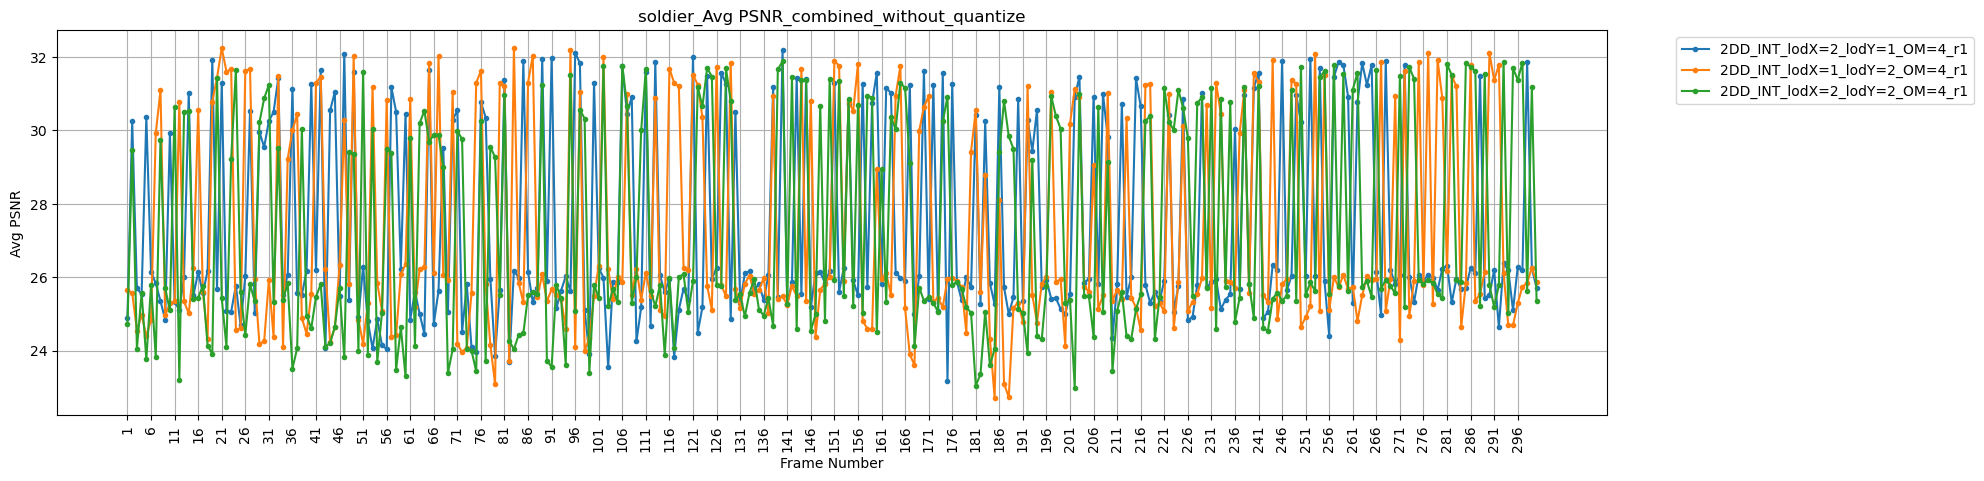 soldier_Avg PSNR_combined_without_quantize
32
30
28
26
24
Avg PSNR
1 6 11 16 21 26 31 36 41 46 51 56 61 66 71 76 81 86 91 96 101 106 111 116 121 126 131 136 141 146 151 156 161 166 171 176 181 186 191 196 201 206 211 216 221 226 231 236 241 246 251 256 261 266 271 276 281 286 291 296
Frame Number
2DD_INT_lodX=2_lodY=1_OM=4_r1
2DD_INT_lodX=1_lodY=2_OM=4_r1
2DD_INT_lodX=2_lodY=2_OM=4_r1